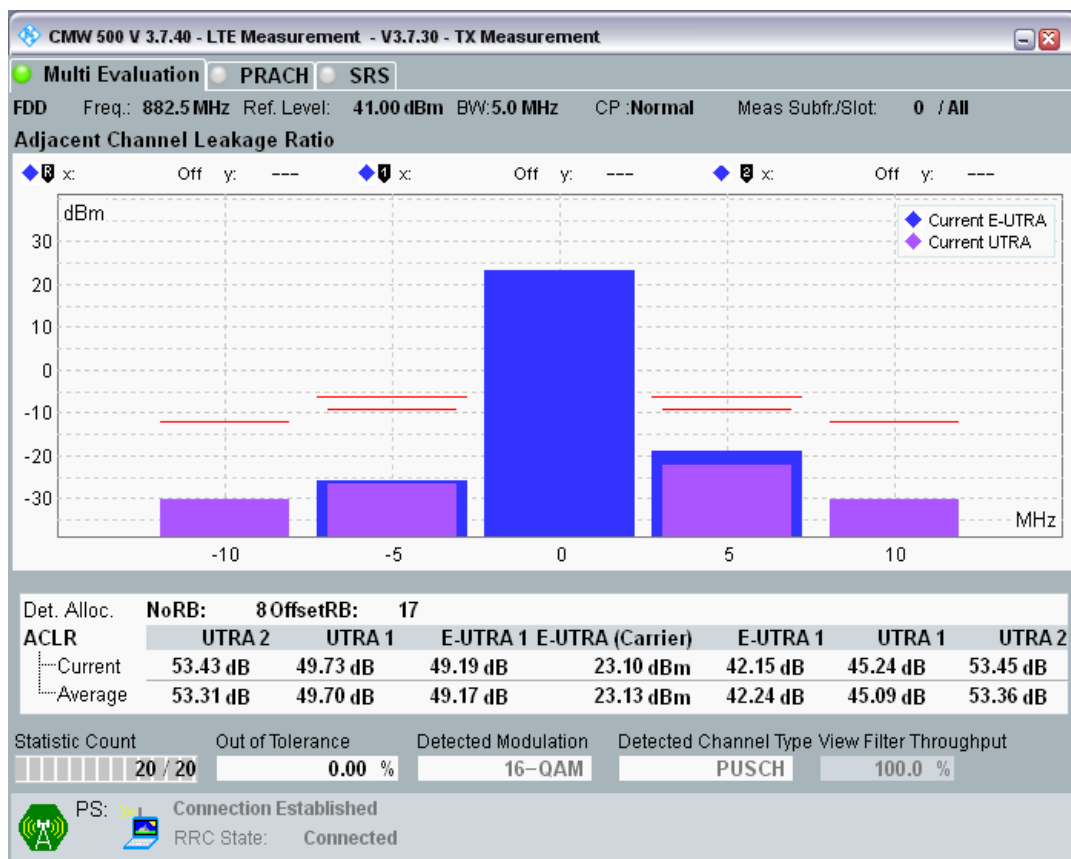 CMW 500 V 3.7.40 - LTE Measurement - V3.7.30 - TX Measurement
Multi Evaluation PRACH SRS
FDD Freq.: 882.5 MHz Ref. Level: 41.00 dBm BW:5.0 MHz CP :Normal Meas Subfr./Slot: 0 / All
Adjacent Channel Leakage Ratio
R x: Off y: --- 1 x: Off y: --- 2 x: Off y: ---
dBm
Current E-UTRA
Current UTRA
30
20
10
0
-10
-20
-30
MHz
-10 -5 0 5 10
Det. Alloc. NoRB: 8 OffsetRB: 17
ACLR UTRA 2 UTRA 1 E-UTRA 1 E-UTRA (Carrier) E-UTRA 1 UTRA 1 UTRA 2
Current 53.43 dB 49.73 dB 49.19 dB 23.10 dBm 42.15 dB 45.24 dB 53.45 dB
Average 53.31 dB 49.70 dB 49.17 dB 23.13 dBm 42.24 dB 45.09 dB 53.36 dB
Statistic Count Out of Tolerance Detected Modulation Detected Channel Type View Filter Throughput
20 / 20 0.00 % 16-QAM PUSCH 100.0 %
PS: Connection Established
RRC State: Connected